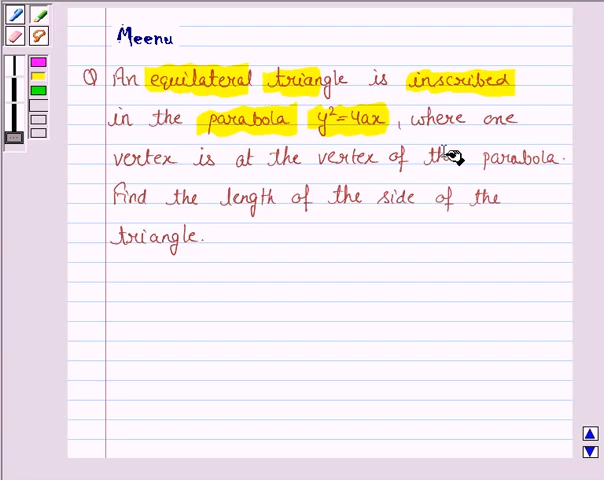 Meenu
Q An equilateral triangle is inscribed
in the parabola y²=4ax, where one
vertex is at the vertex of the parabola.
Find the length of the side of the
triangle.